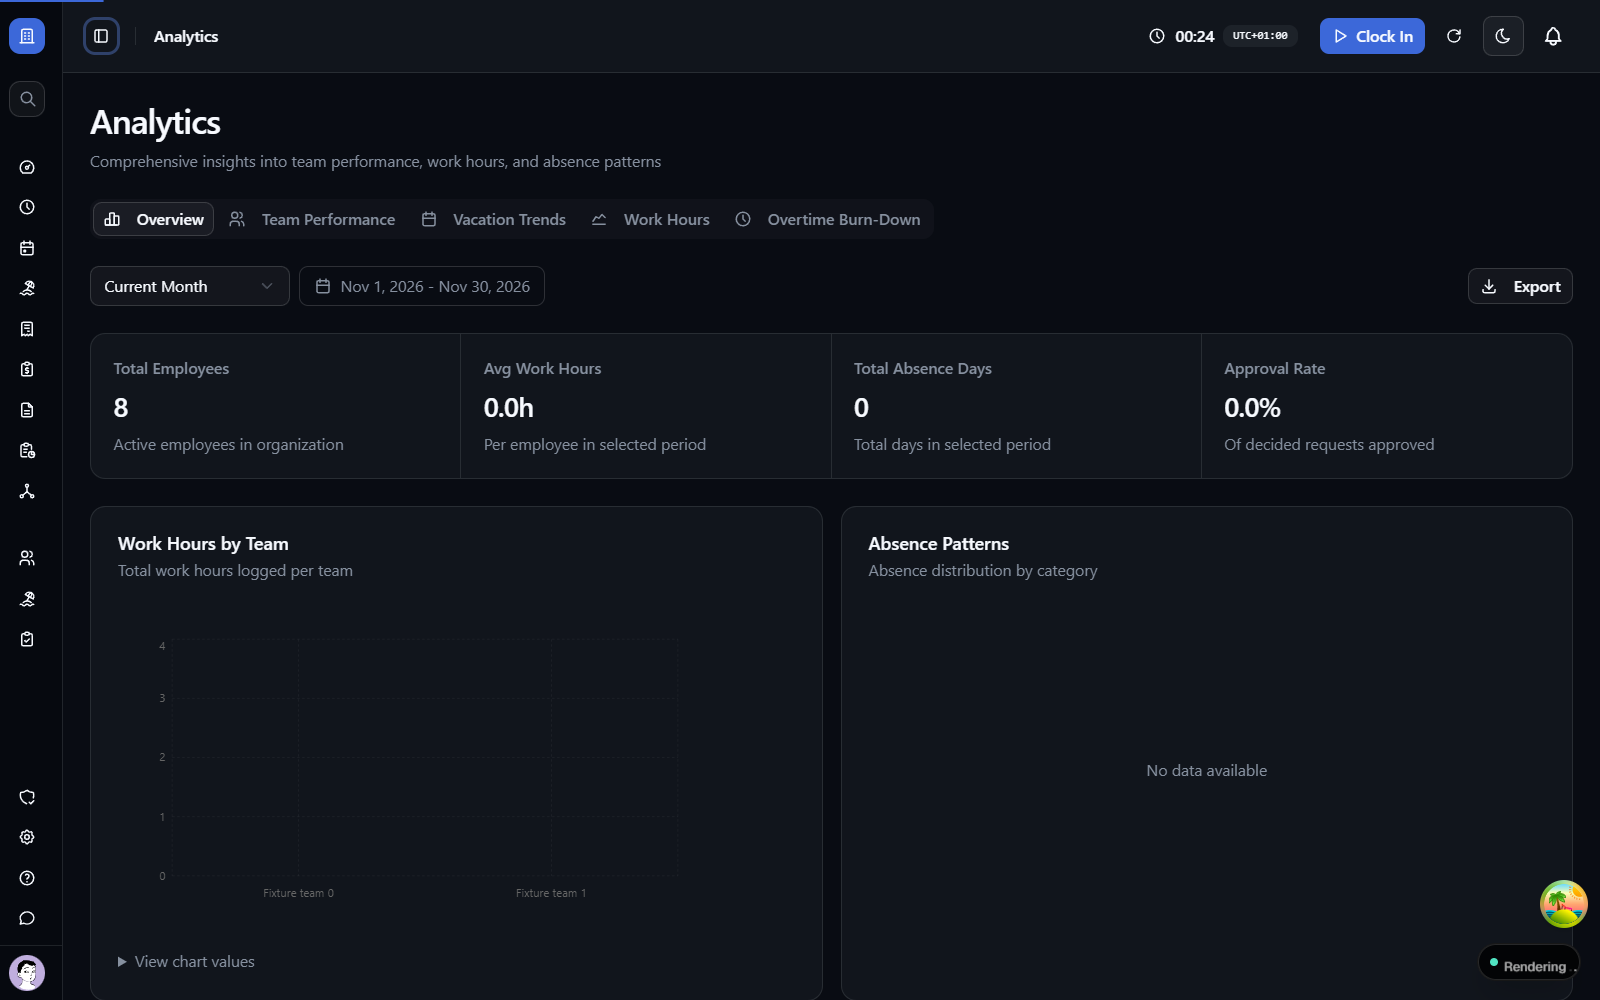 Analytics
00:24
UTC+01:00
Clock In
Analytics
Comprehensive insights into team performance, work hours, and absence patterns
Overview
Team Performance
Vacation Trends
Work Hours
Overtime Burn-Down
Current Month
Nov 1, 2026 - Nov 30, 2026
Export
Total Employees
8
Active employees in organization
Avg Work Hours
0.0h
Per employee in selected period
Total Absence Days
0
Total days in selected period
Approval Rate
0.0%
Of decided requests approved
Work Hours by Team
Total work hours logged per team
4
3
2
1
0
Fixture team 0
Fixture team 1
View chart values
Absence Patterns
Absence distribution by category
No data available
Rendering ..